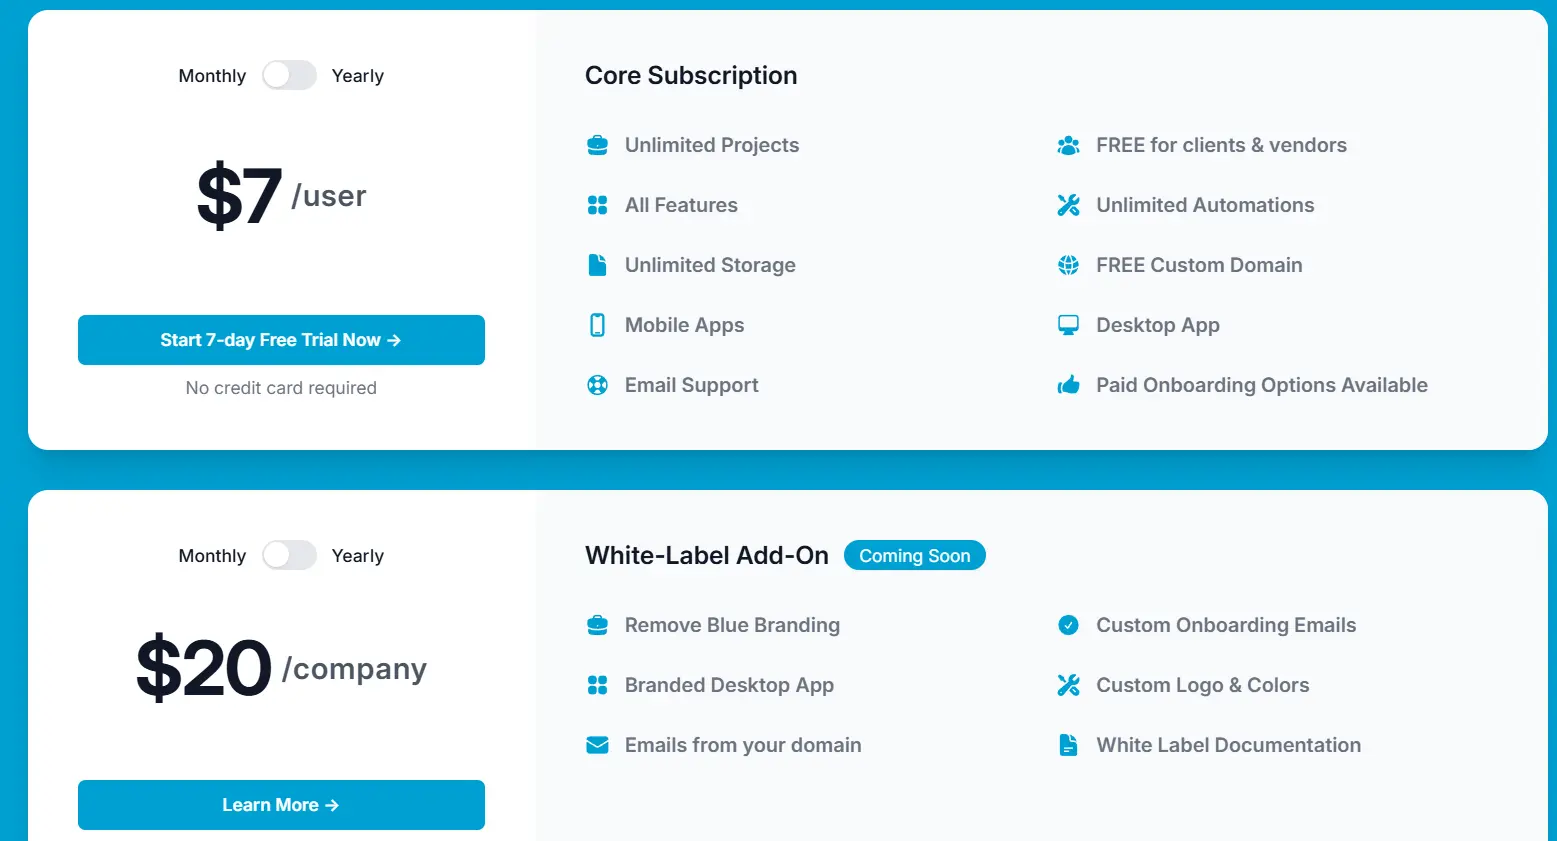 Monthly Yearly
$7 /user
Start 7-day Free Trial Now →
No credit card required
Core Subscription
Unlimited Projects
FREE for clients & vendors
All Features
Unlimited Automations
Unlimited Storage
FREE Custom Domain
Mobile Apps
Desktop App
Email Support
Paid Onboarding Options Available
Monthly Yearly
$20 /company
Learn More →
White-Label Add-On Coming Soon
Remove Blue Branding
Custom Onboarding Emails
Branded Desktop App
Custom Logo & Colors
Emails from your domain
White Label Documentation